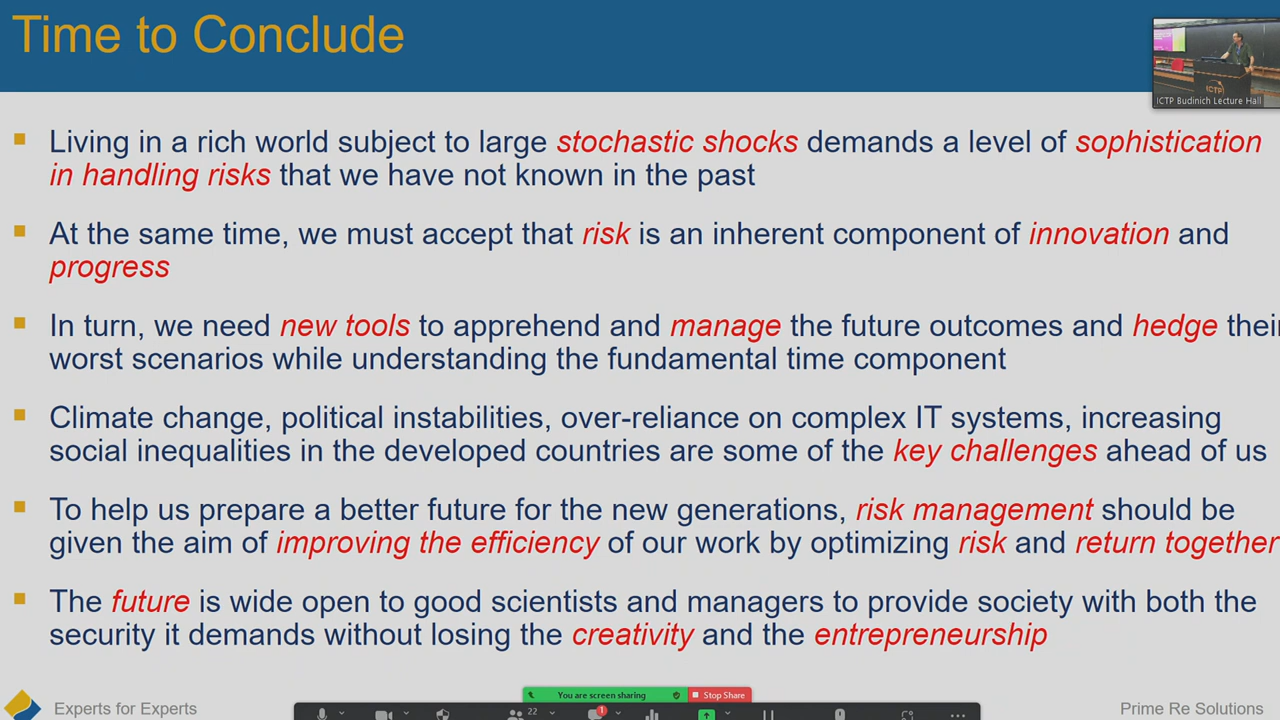 Time to Conclude
ICTP
ICTP Budinich Lecture Hall
Living in a rich world subject to large stochastic shocks demands a level of sophistication
in handling risks that we have not known in the past
At the same time, we must accept that risk is an inherent component of innovation and
progress
In turn, we need new tools to apprehend and manage the future outcomes and hedge their
worst scenarios while understanding the fundamental time component
Climate change, political instabilities, over-reliance on complex IT systems, increasing
social inequalities in the developed countries are some of the key challenges ahead of us
To help us prepare a better future for the new generations, risk management should be
given the aim of improving the efficiency of our work by optimizing risk and return together
The future is wide open to good scientists and managers to provide society with both the
security it demands without losing the creativity and the entrepreneurship
You are screen sharing
Stop Share
Experts for Experts
22
1
Prime Re Solutions